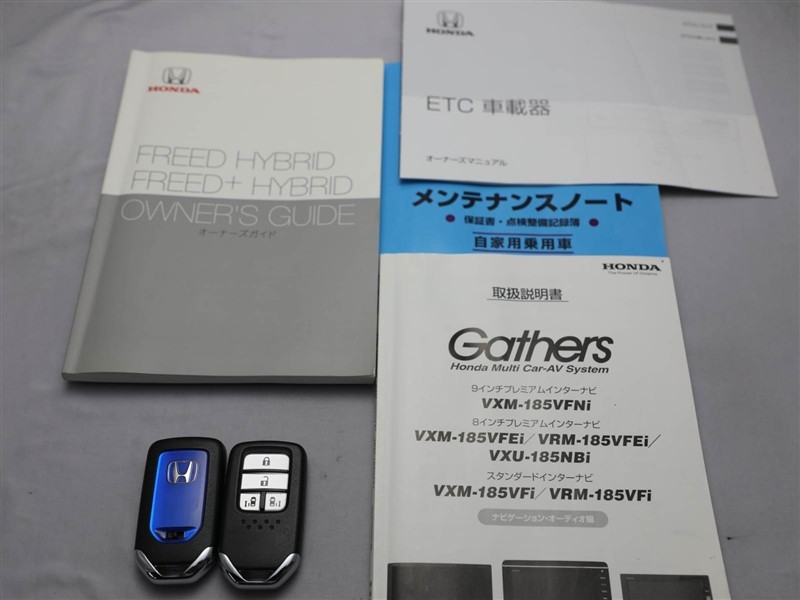 HONDA
FREED HYBRID
FREED+ HYBRID
OWNER'S GUIDE
オーナーズガイド
HONDA
ETC 車載器
オーナーズマニュアル
メンテナンスノート
● 保証書・点検整備記録簿 ●
自家用乗用車
HONDA
The Power of Dreams
取扱説明書
Gathers
Honda Multi Car-AV System
9インチプレミアムインターナビ
VXM-185VFNi
8インチプレミアムインターナビ
VXM-185VFEi/VRM-185VFEi/
VXU-185NBi
スタンダードインターナビ
VXM-185VFi/VRM-185VFi
ナビゲーション・オーディオ編